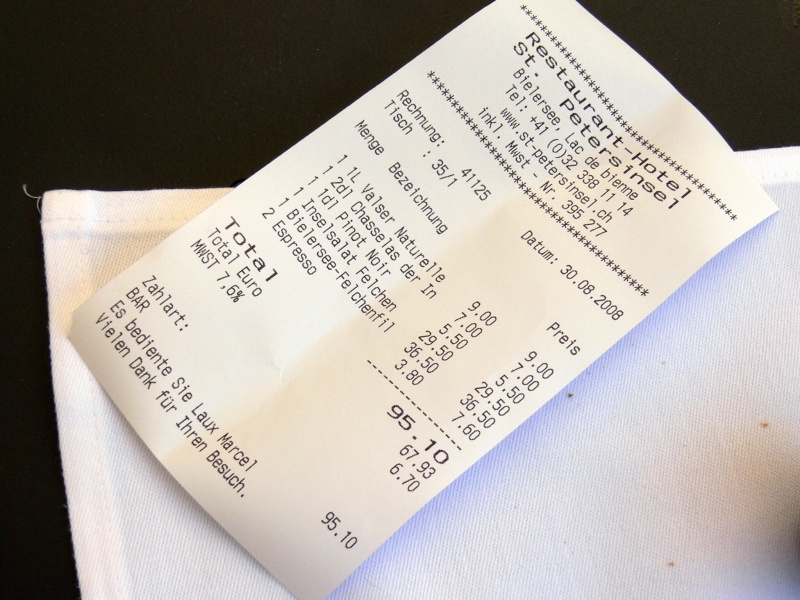 ************************************
Restaurant-Hotel
St. Petersinsel
Bielersee, Lac de bienne
Tel: +41 (0)32 338 11 14
www.st-petersinsel.ch
inkl. Mwst - Nr. 395 277
************************************
Rechnung: 41125 Datum: 30.08.2008
Tisch : 35/1
Menge Bezeichnung Preis
1 1L Valser Naturelle 9.00 9.00
1 2dl Chasselas der In 7.00 7.00
1 1dl Pinot Noir 5.50 5.50
1 Inselsalat Felchen 29.50 29.50
1 Bielersee-Felchenfil 36.50 36.50
2 Espresso 3.80 7.60
Total 95.10
Total Euro 67.93
MWST 7,6% 6.70
Zahlart:
BAR 95.10
Es bediente Sie Laux Marcel
Vielen Dank für Ihren Besuch.